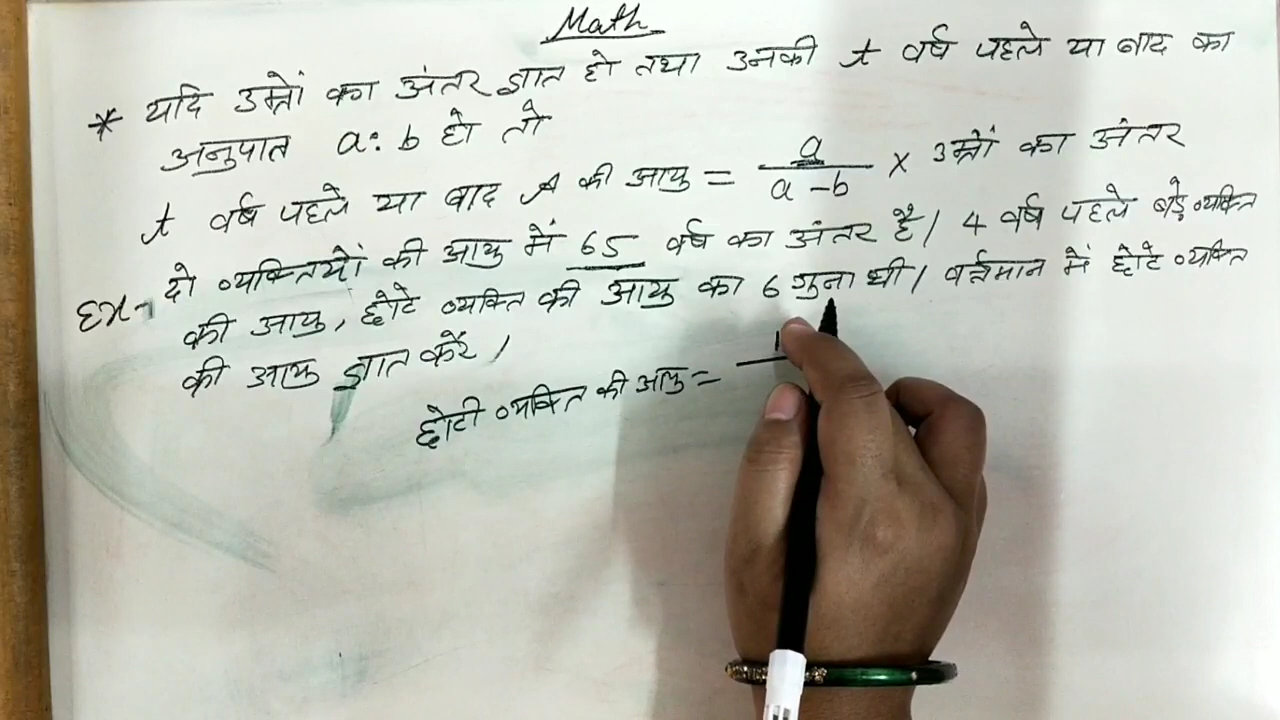 Math
* यदि उम्रों का अंतर ज्ञात हो तथा उनकी t वर्ष पहले या बाद का
अनुपात a : b हो तो
t वर्ष पहले या बाद A की आयु = a / a - b × उम्रों का अंतर
Ex- दो व्यक्तियों की आयु में 65 वर्ष का अंतर है। 4 वर्ष पहले बड़े व्यक्ति
की आयु, छोटे व्यक्ति की आयु का 6 गुना थी। वर्तमान में छोटे व्यक्ति
की आयु ज्ञात करें।
छोटी व्यक्ति की आयु =